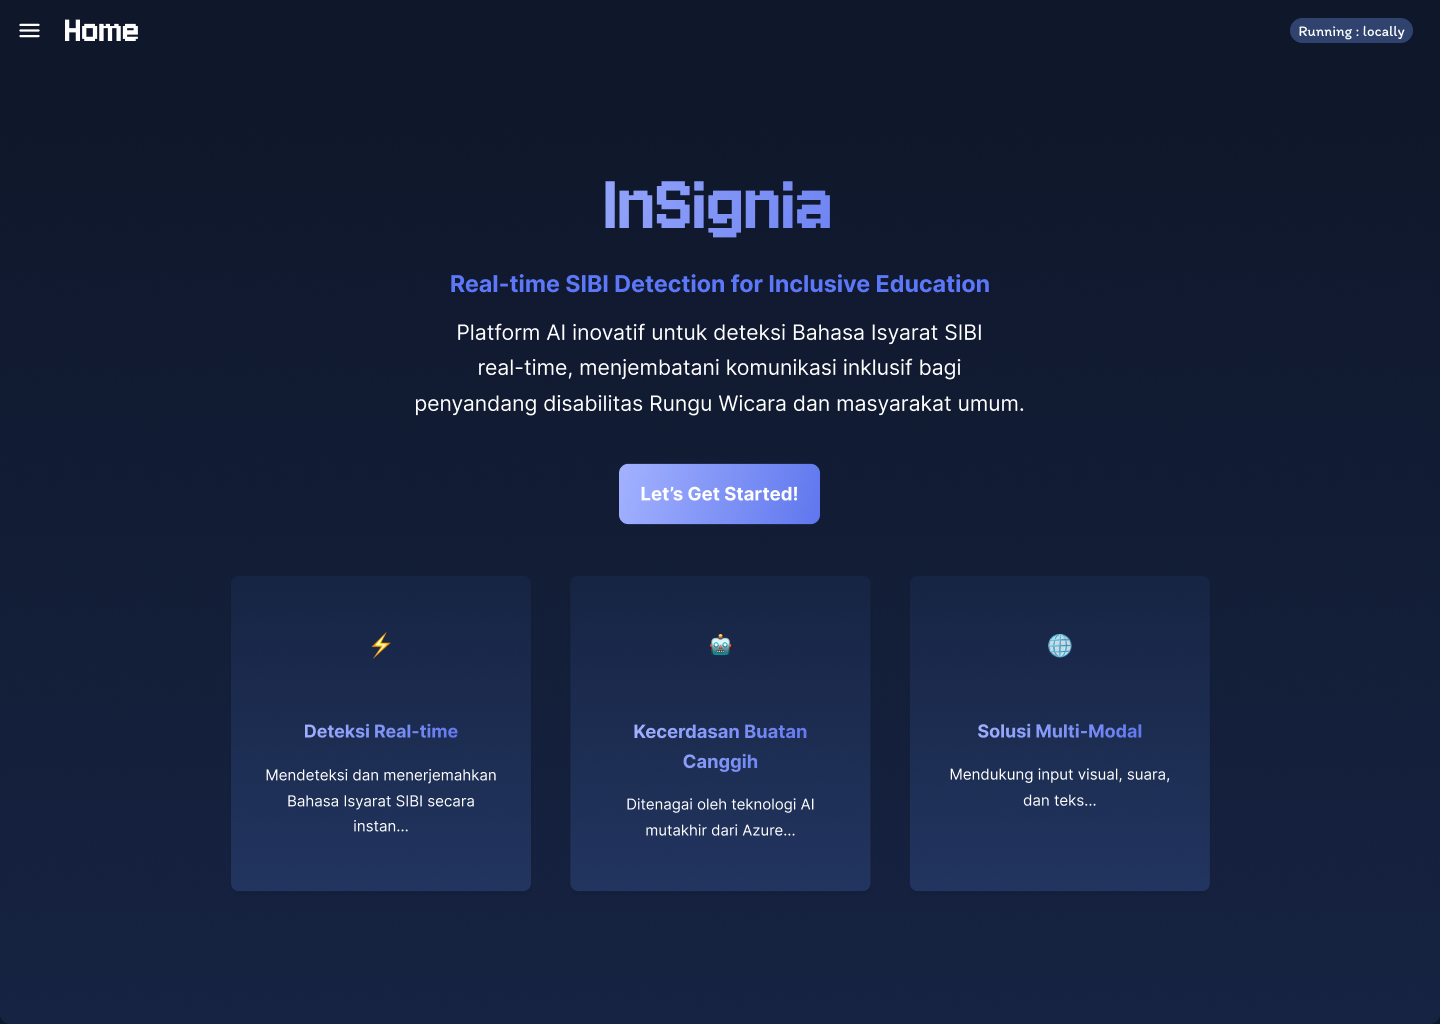 Home
Running : locally
InSignia
Real-time SIBI Detection for Inclusive Education
Platform AI inovatif untuk deteksi Bahasa Isyarat SIBI
real-time, menjembatani komunikasi inklusif bagi
penyandang disabilitas Rungu Wicara dan masyarakat umum.
Let’s Get Started!
Deteksi Real-time
Mendeteksi dan menerjemahkan
Bahasa Isyarat SIBI secara
instan...
Kecerdasan Buatan
Canggih
Ditenagai oleh teknologi AI
mutakhir dari Azure...
Solusi Multi-Modal
Mendukung input visual, suara,
dan teks...